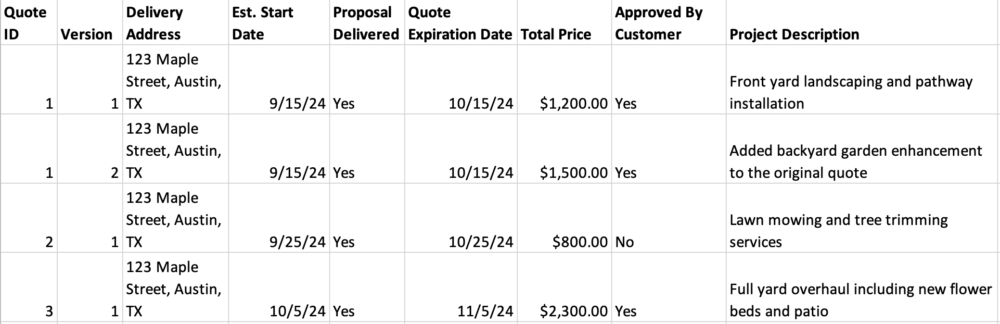 Quote ID | Version | Delivery Address | Est. Start Date | Proposal Delivered | Quote Expiration Date | Total Price | Approved By Customer | Project Description
1 | 1 | 123 Maple Street, Austin, TX | 9/15/24 | Yes | 10/15/24 | $1,200.00 | Yes | Front yard landscaping and pathway installation
1 | 2 | 123 Maple Street, Austin, TX | 9/15/24 | Yes | 10/15/24 | $1,500.00 | Yes | Added backyard garden enhancement to the original quote
2 | 1 | 123 Maple Street, Austin, TX | 9/25/24 | Yes | 10/25/24 | $800.00 | No | Lawn mowing and tree trimming services
3 | 1 | 123 Maple Street, Austin, TX | 10/5/24 | Yes | 11/5/24 | $2,300.00 | Yes | Full yard overhaul including new flower beds and patio